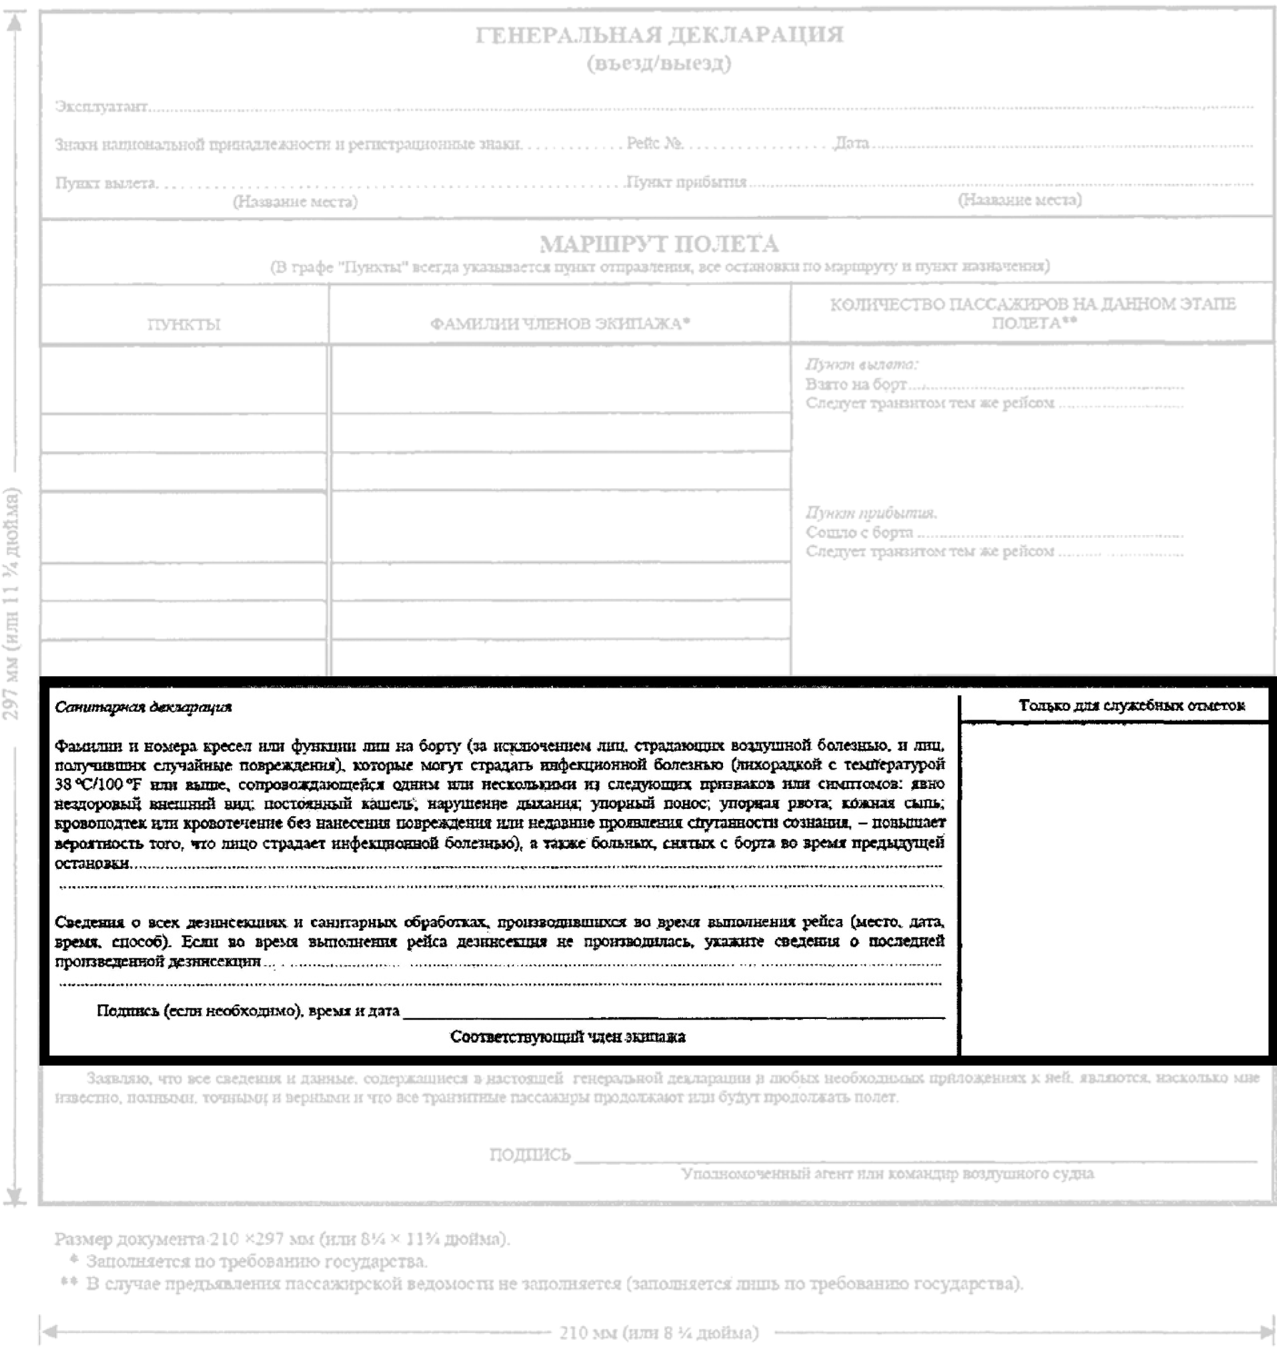 ГЕНЕРАЛЬНАЯ ДЕКЛАРАЦИЯ
(въезд/выезд)
Эксплуатант
Знаки национальной принадлежности и регистрационные знаки. . . . . . . . . . . . Рейс №. . . . . . . . . . . . . . . . . Дата
Пункт вылета. . . . . . . . . . . . . . . . . . . . . . . . . . . . . . . . . . . . . . . . . . . . . . . . . . . . . Пункт прибытия
(Название места) (Название места)
МАРШРУТ ПОЛЕТА
(В графе "Пункты" всегда указывается пункт отправления, все остановки по маршруту и пункт назначения)
ПУНКТЫ
ФАМИЛИИ ЧЛЕНОВ ЭКИПАЖА*
КОЛИЧЕСТВО ПАССАЖИРОВ НА ДАННОМ ЭТАПЕ
ПОЛЕТА**
Пункт вылета:
Взято на борт
Следует транзитом тем же рейсом
Пункт прибытия.
Сошло с борта
Следует транзитом тем же рейсом
297 мм (или 11 ¾ дюйма)
Санитарная декларация
Только для служебных отметок
Фамилии и номера кресел или функции лиц на борту (за исключением лиц, страдающих воздушной болезнью, и лиц,
получивших случайные повреждения), которые могут страдать инфекционной болезнью (лихорадкой с температурой
38 °C/100 °F или выше, сопровождающейся одним или несколькими из следующих признаков или симптомов: явно
нездоровый внешний вид; постоянный кашель; нарушение дыхания; упорный понос; упорная рвота; кожная сыпь;
кровоподтек или кровотечение без нанесения повреждения или недавние проявления спутанности сознания, – повышает
вероятность того, что лицо страдает инфекционной болезнью), а также больных, снятых с борта во время предыдущей
остановки
Сведения о всех дезинсекциях и санитарных обработках, производившихся во время выполнения рейса (место, дата,
время, способ). Если во время выполнения рейса дезинсекция не производилась, укажите сведения о последней
произведенной дезинсекции
Подпись (если необходимо), время и дата
Соответствующий член экипажа
Заявляю, что все сведения и данные, содержащиеся в настоящей генеральной декларации и любых необходимых приложениях к ней, являются, насколько мне
известно, полными, точными и верными и что все транзитные пассажиры продолжают или будут продолжать полет.
ПОДПИСЬ
Уполномоченный агент или командир воздушного судна
Размер документа 210 ×297 мм (или 8¼ × 11¾ дюйма).
* Заполняется по требованию государства.
** В случае предъявления пассажирской ведомости не заполняется (заполняется лишь по требованию государства).
210 мм (или 8 ¼ дюйма)